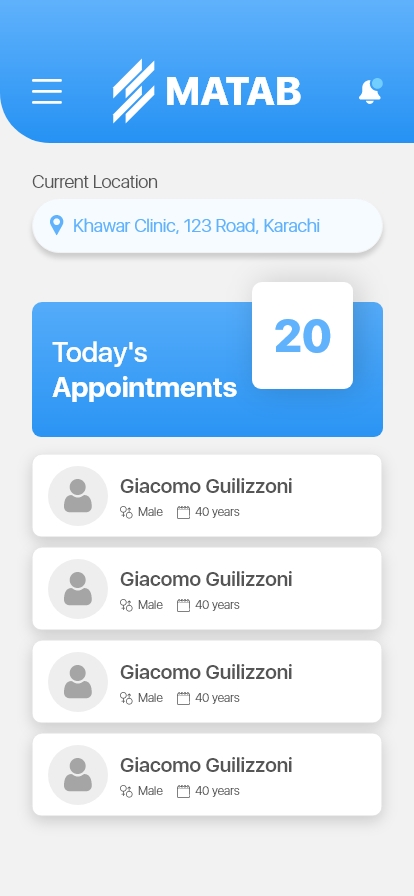 MATAB
Current Location
Khawar Clinic, 123 Road, Karachi
Today's
Appointments
20
Giacomo Guilizzoni
Male 40 years
Giacomo Guilizzoni
Male 40 years
Giacomo Guilizzoni
Male 40 years
Giacomo Guilizzoni
Male 40 years